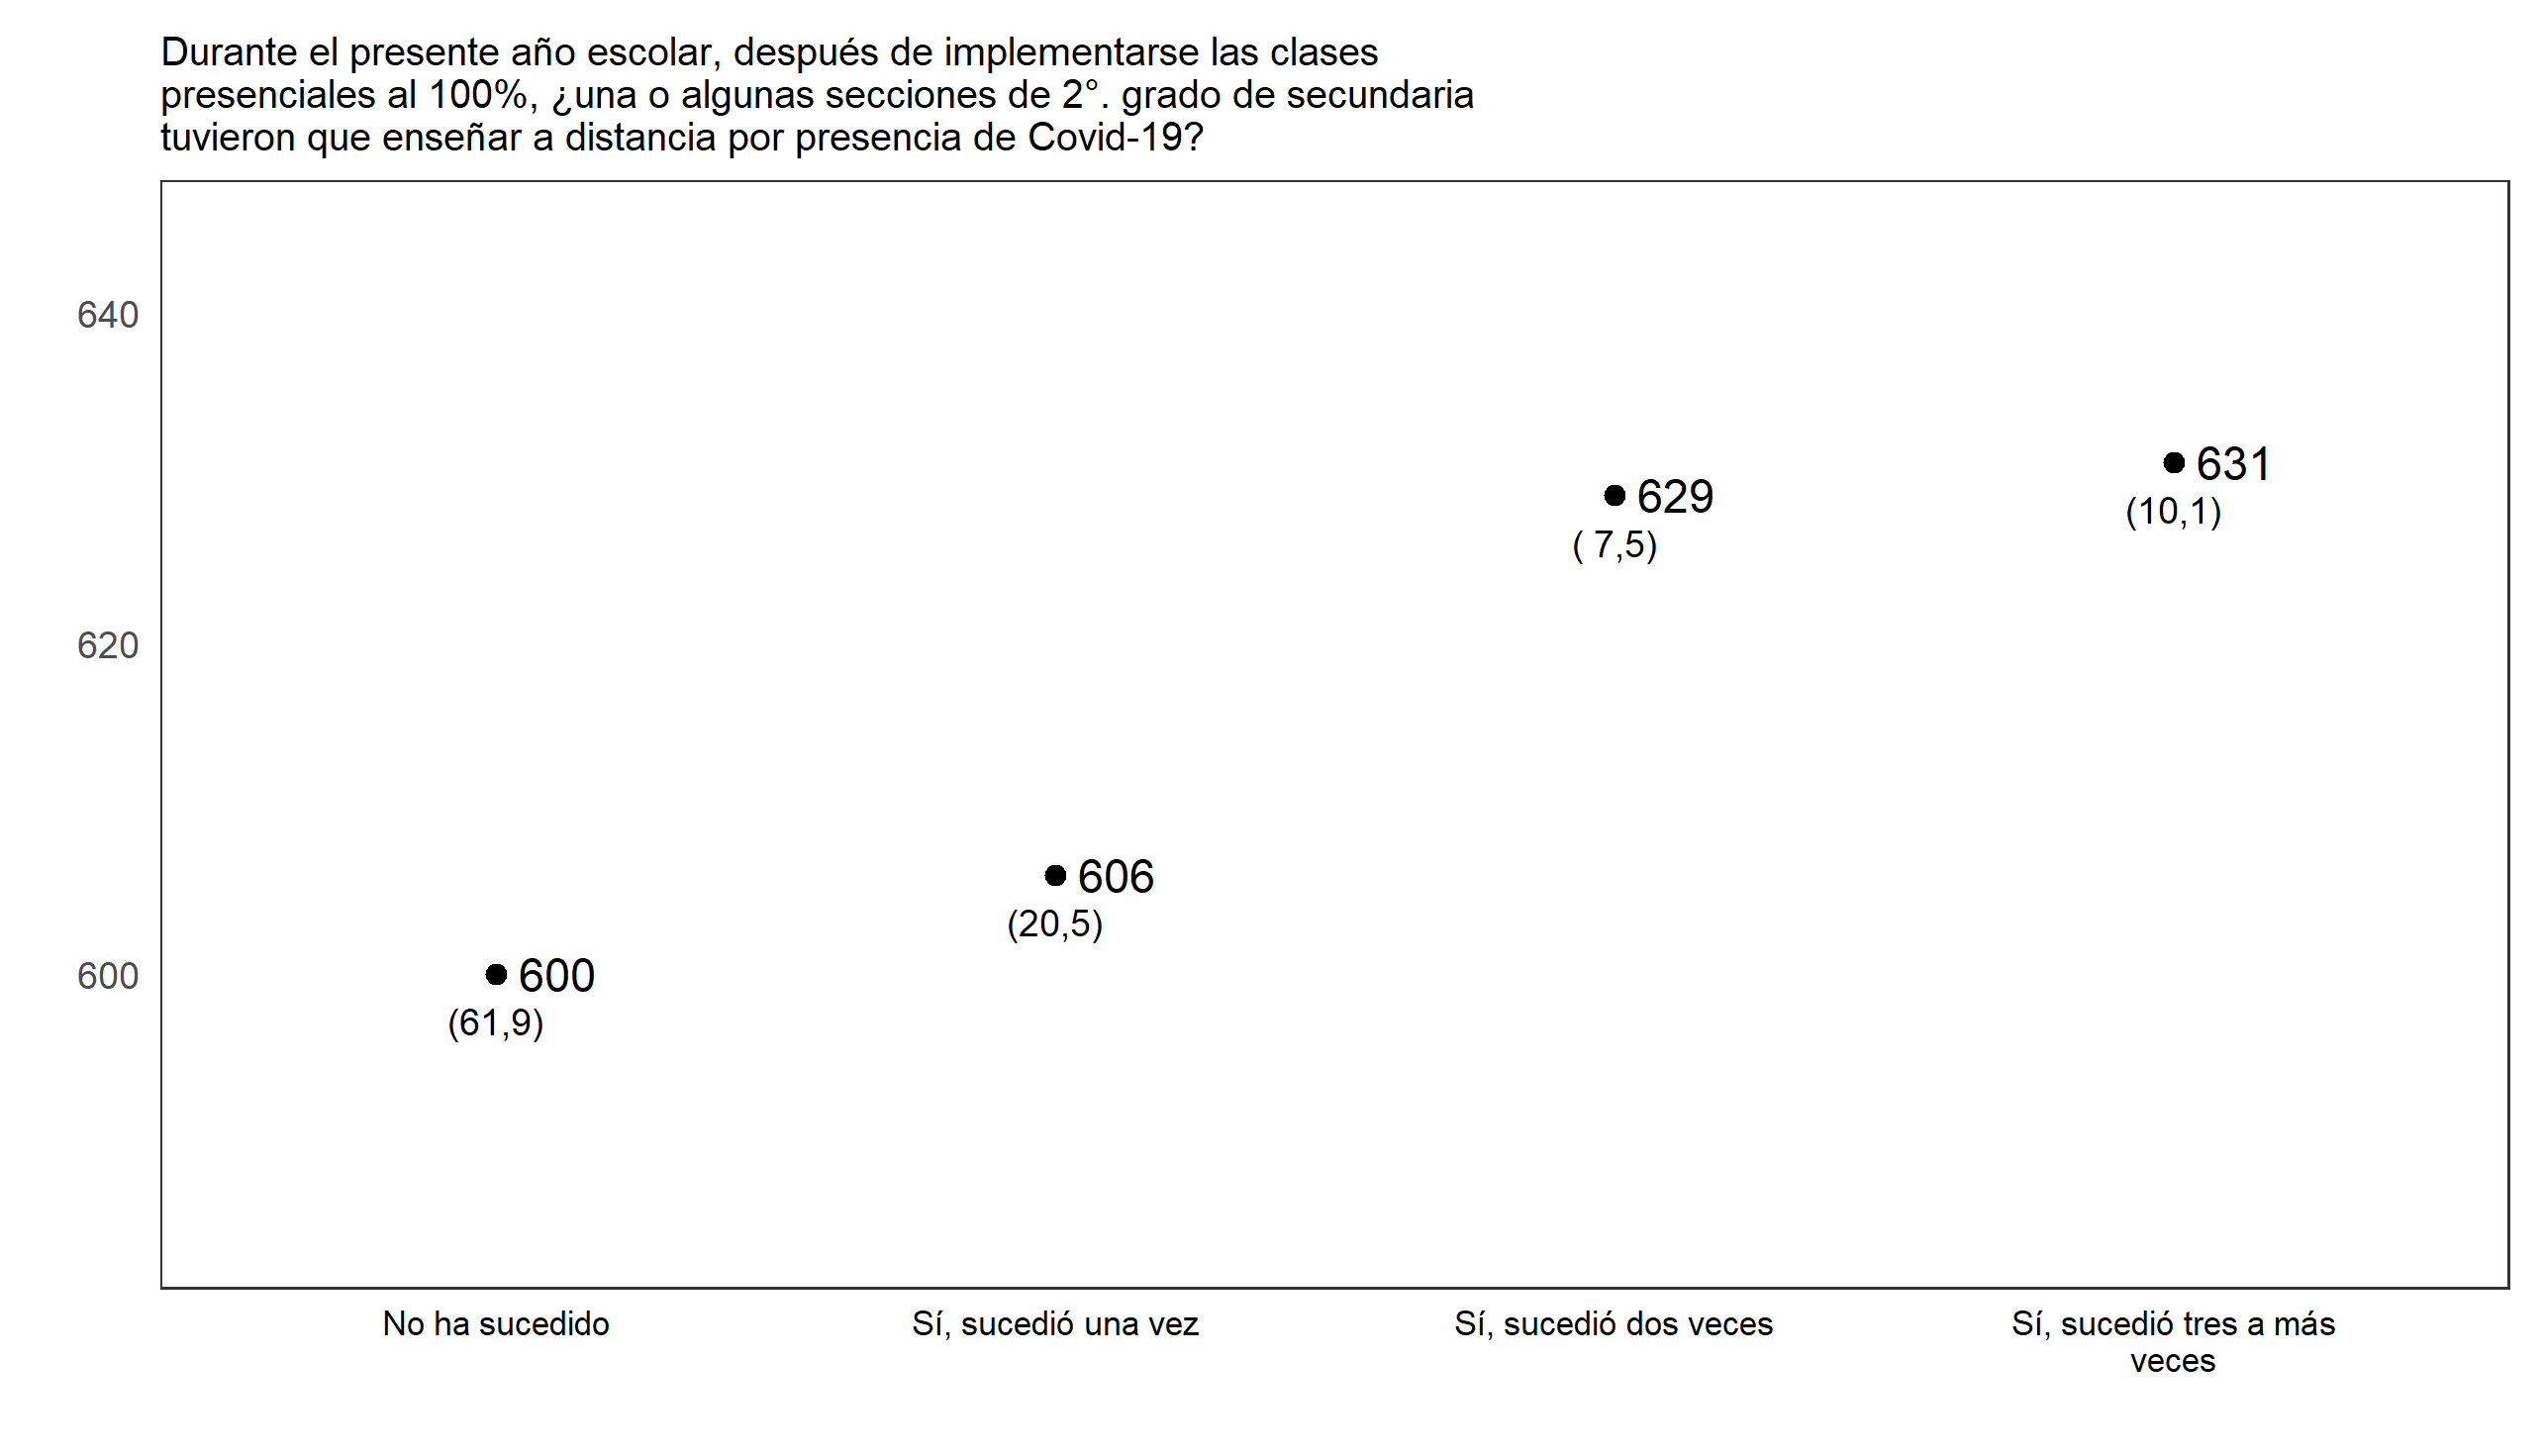 Durante el presente año escolar, después de implementarse las clases
presenciales al 100%, ¿una o algunas secciones de 2°. grado de secundaria
tuvieron que enseñar a distancia por presencia de Covid-19?
640
620
600
631
(10,1)
629
( 7,5)
606
(20,5)
600
(61,9)
No ha sucedido
Sí, sucedió una vez
Sí, sucedió dos veces
Sí, sucedió tres a más
veces